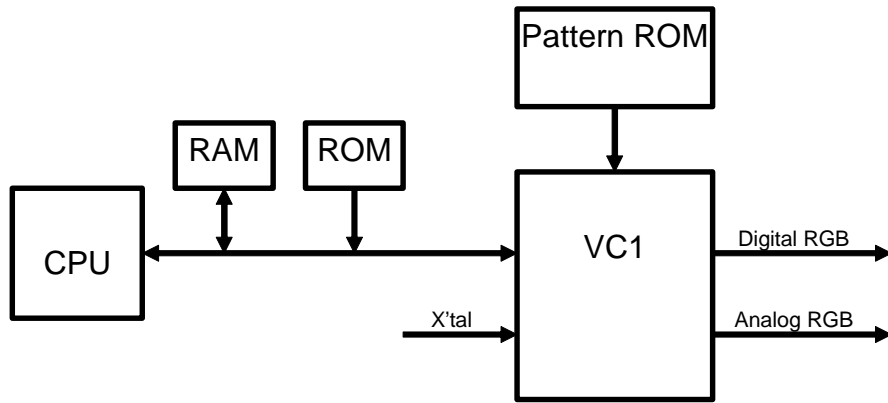 Pattern ROM
RAM
ROM
CPU
VC1
Digital RGB
X’tal
Analog RGB